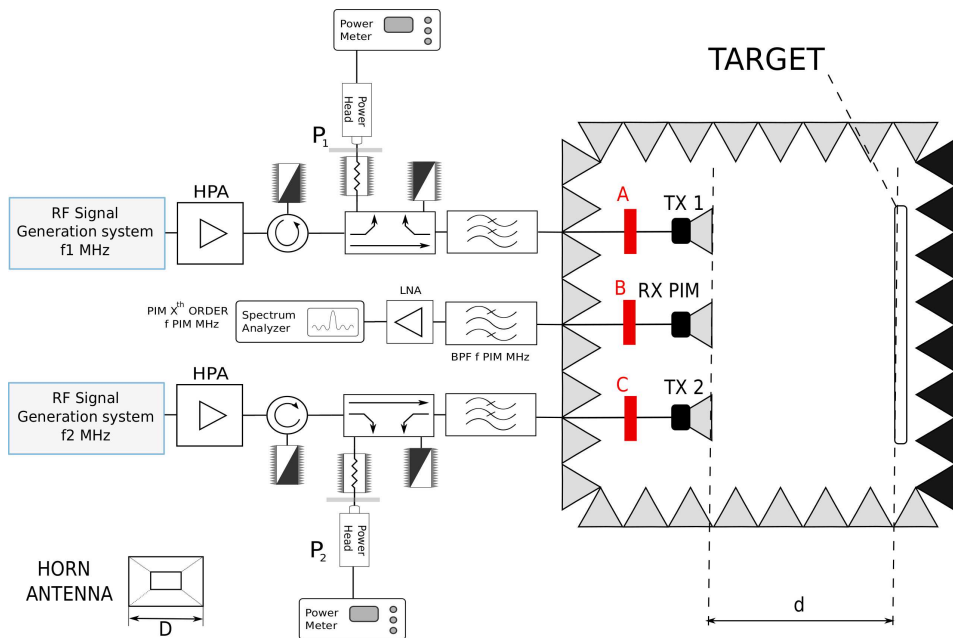 Power
Meter
TARGET
Power
Head
P1
HPA
RF Signal
Generation system
f1 MHz
A
TX 1
PIM Xth ORDER
f PIM MHz
Spectrum
Analyzer
LNA
BPF f PIM MHz
B
RX PIM
HPA
RF Signal
Generation system
f2 MHz
C
TX 2
P2
Power
Head
HORN
ANTENNA
D
Power
Meter
d